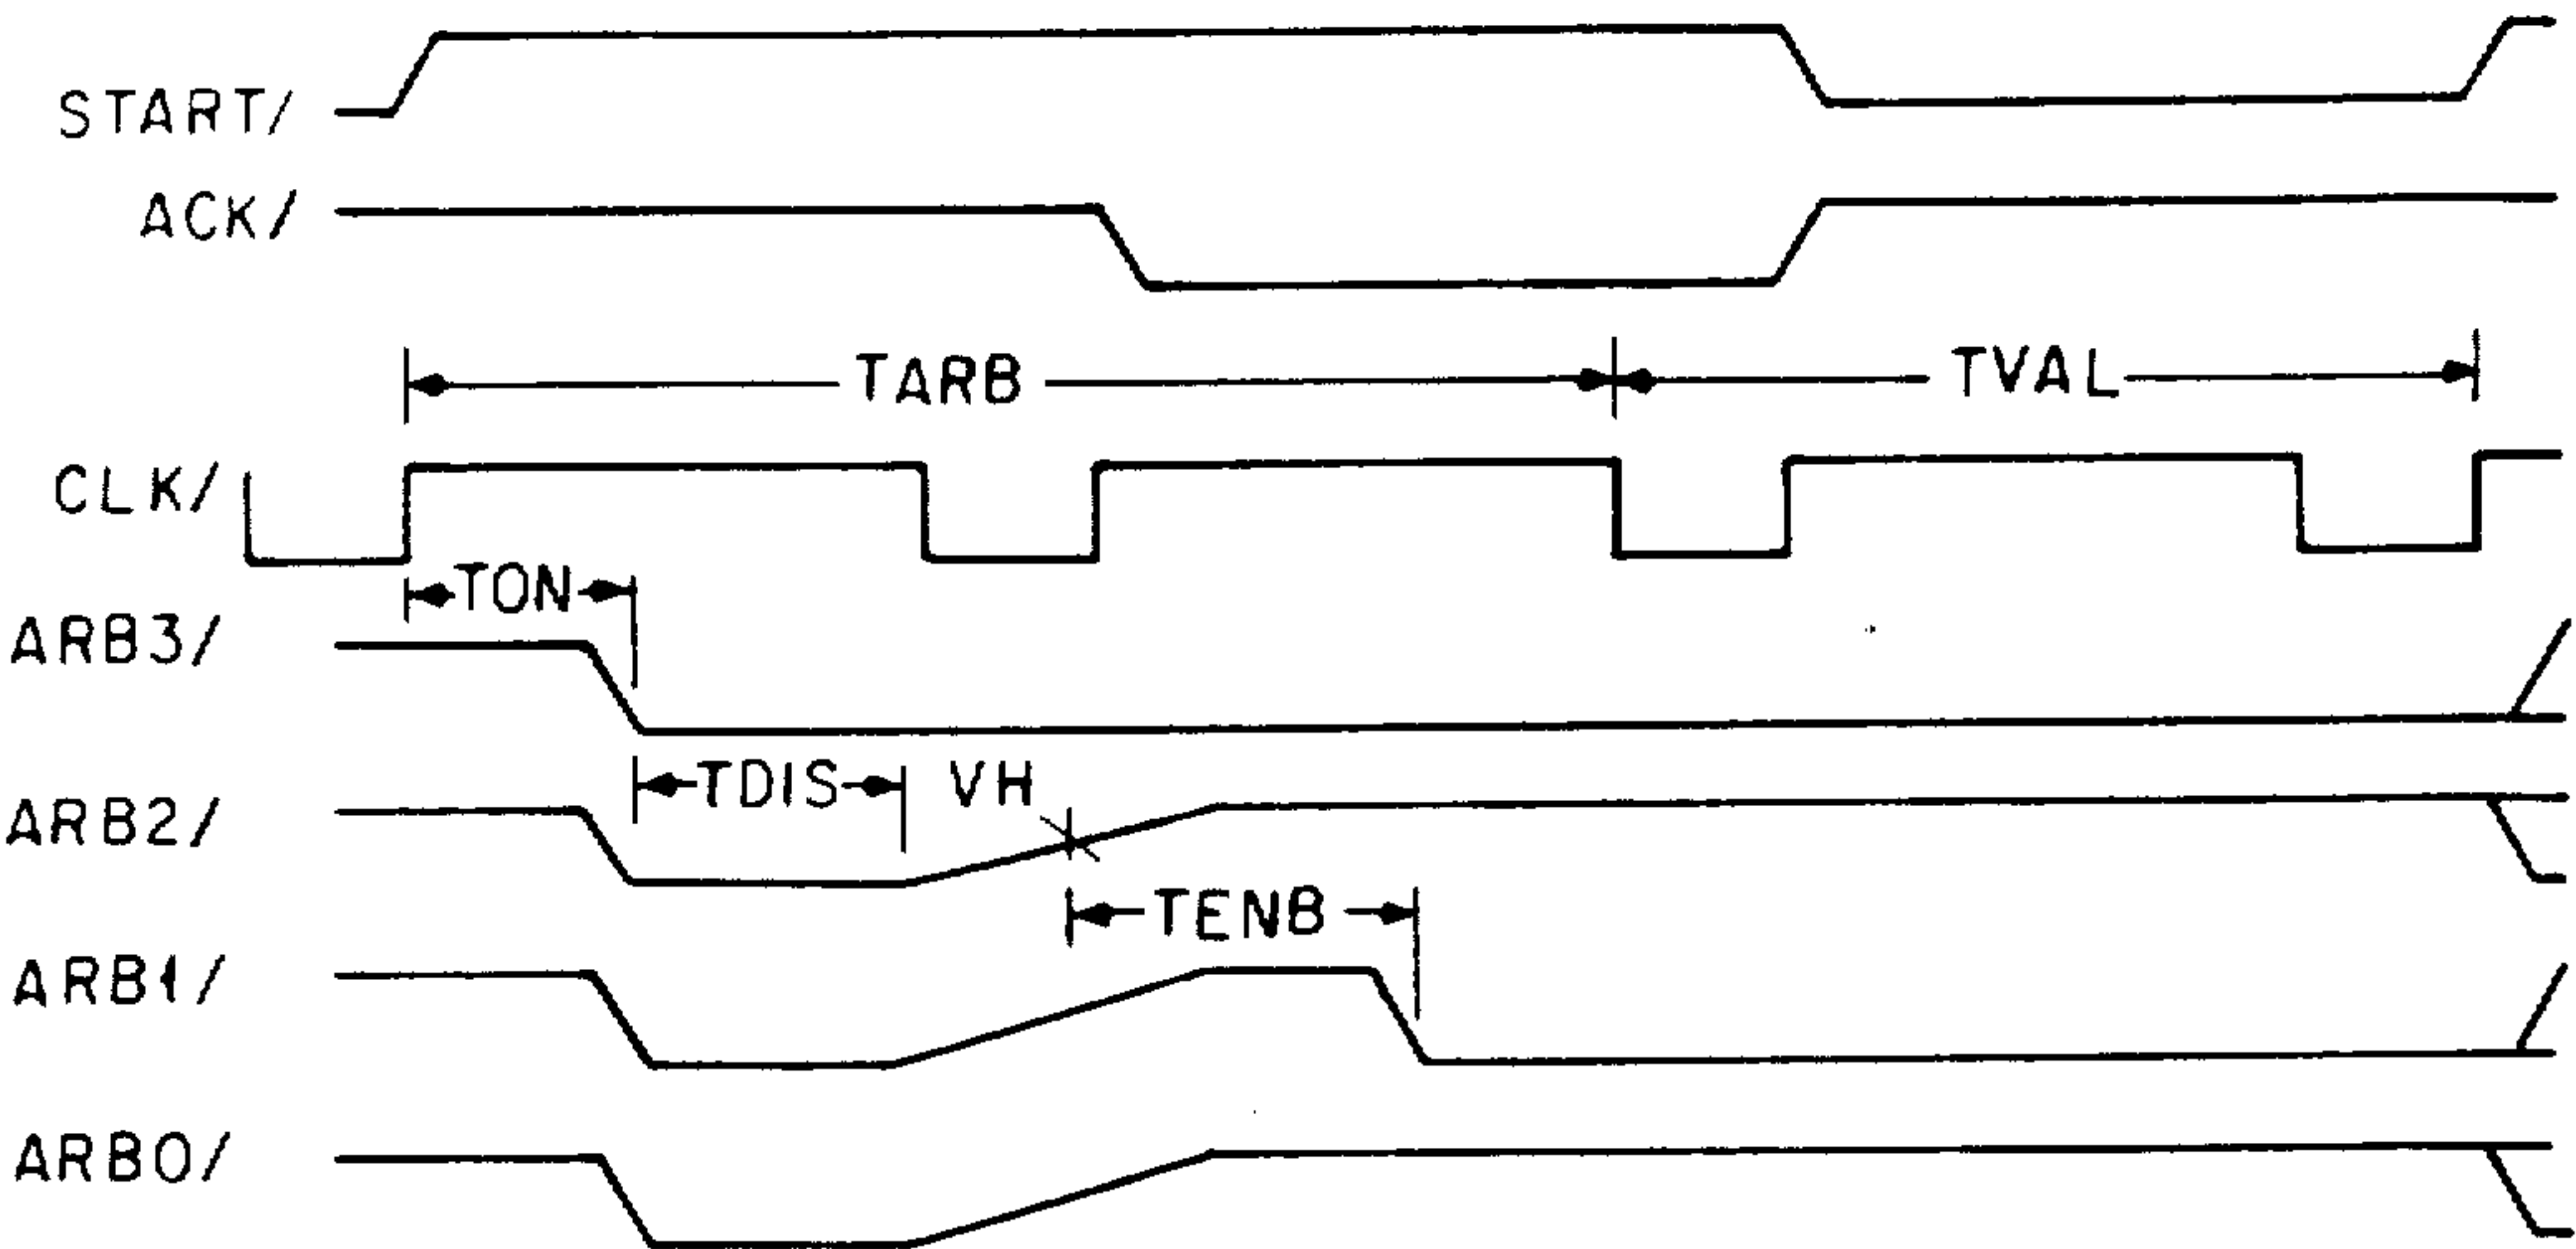 START/
ACK/
TARB TVAL
CLK/
TON
ARB3/
TDIS VH
ARB2/
TENB
ARB1/
ARB0/